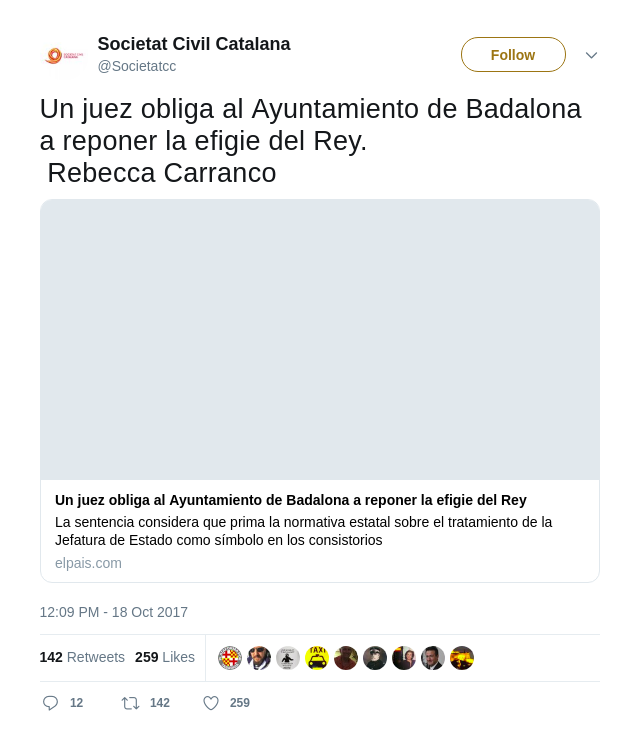 Societat Civil Catalana
@Societatcc
Follow
Un juez obliga al Ayuntamiento de Badalona
a reponer la efigie del Rey.
Rebecca Carranco
Un juez obliga al Ayuntamiento de Badalona a reponer la efigie del Rey
La sentencia considera que prima la normativa estatal sobre el tratamiento de la
Jefatura de Estado como símbolo en los consistorios
elpais.com
12:09 PM - 18 Oct 2017
142 Retweets 259 Likes
TAXI
12 142 259